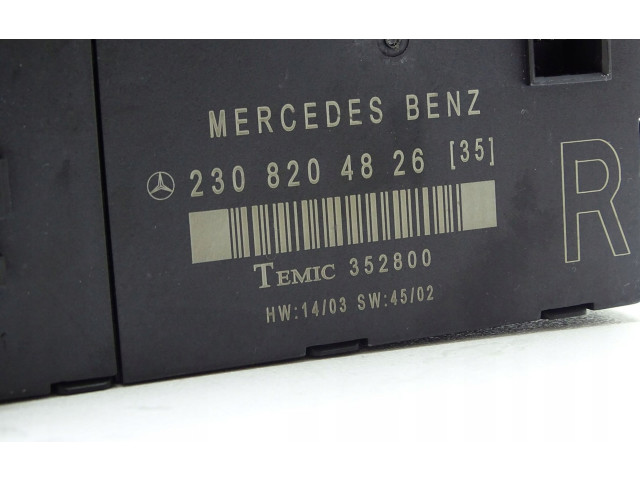 MERCEDES BENZ
230 820 48 26 [35]
R
TEMIC 352800
HW:14/03 SW:45/02